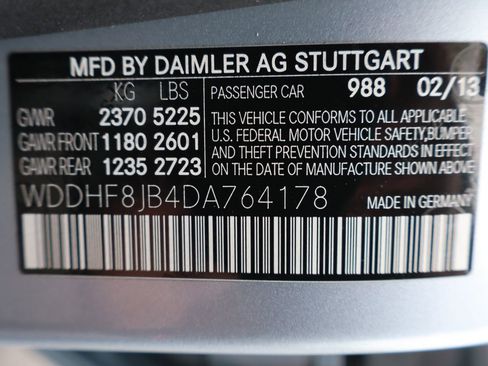 MFD BY DAIMLER AG STUTTGART
KG LBS PASSENGER CAR 988 02/13
GVWR 2370 5225 THIS VEHICLE CONFORMS TO ALL APPLICABLE
GAWR FRONT 1180 2601 U.S. FEDERAL MOTOR VEHICLE SAFETY, BUMPER
AND THEFT PREVENTION STANDARDS IN EFFECT
GAWR REAR 1235 2723 ON THE DATE OF MANUFACTURE SHOWN ABOVE.
WDDHF8JB4DA764178 MADE IN GERMANY